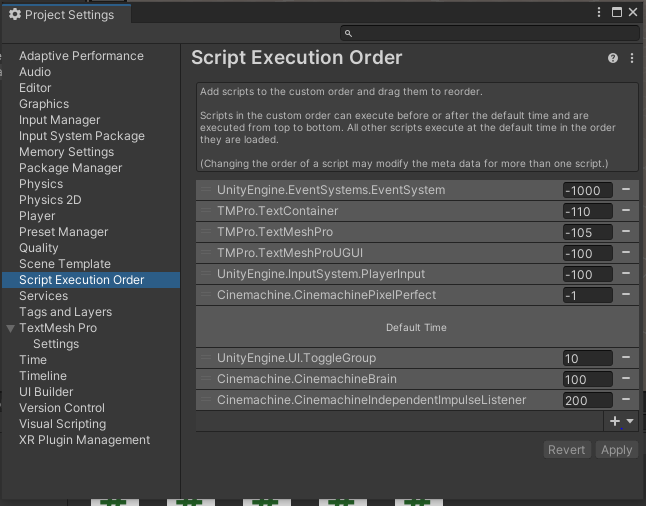 Project Settings
Script Execution Order
Adaptive Performance
Audio
Editor
Graphics
Input Manager
Input System Package
Memory Settings
Package Manager
Physics
Physics 2D
Player
Preset Manager
Quality
Scene Template
Script Execution Order
Services
Tags and Layers
TextMesh Pro
Settings
Time
Timeline
UI Builder
Version Control
Visual Scripting
XR Plugin Management
Add scripts to the custom order and drag them to reorder.
Scripts in the custom order can execute before or after the default time and are
executed from top to bottom. All other scripts execute at the default time in the order
they are loaded.
(Changing the order of a script may modify the meta data for more than one script.)
UnityEngine.EventSystems.EventSystem -1000
TMPro.TextContainer -110
TMPro.TextMeshPro -105
TMPro.TextMeshProUGUI -100
UnityEngine.InputSystem.PlayerInput -100
Cinemachine.CinemachinePixelPerfect -1
Default Time
UnityEngine.UI.ToggleGroup 10
Cinemachine.CinemachineBrain 100
Cinemachine.CinemachineIndependentImpulseListener 200
Revert Apply